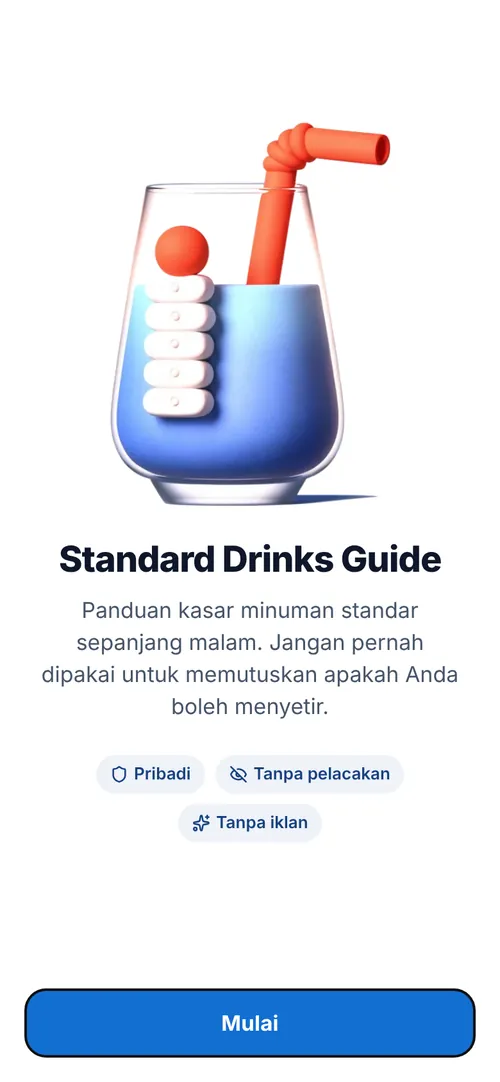 Standard Drinks Guide
Panduan kasar minuman standar
sepanjang malam. Jangan pernah
dipakai untuk memutuskan apakah Anda
boleh menyetir.
Pribadi
Tanpa pelacakan
Tanpa iklan
Mulai